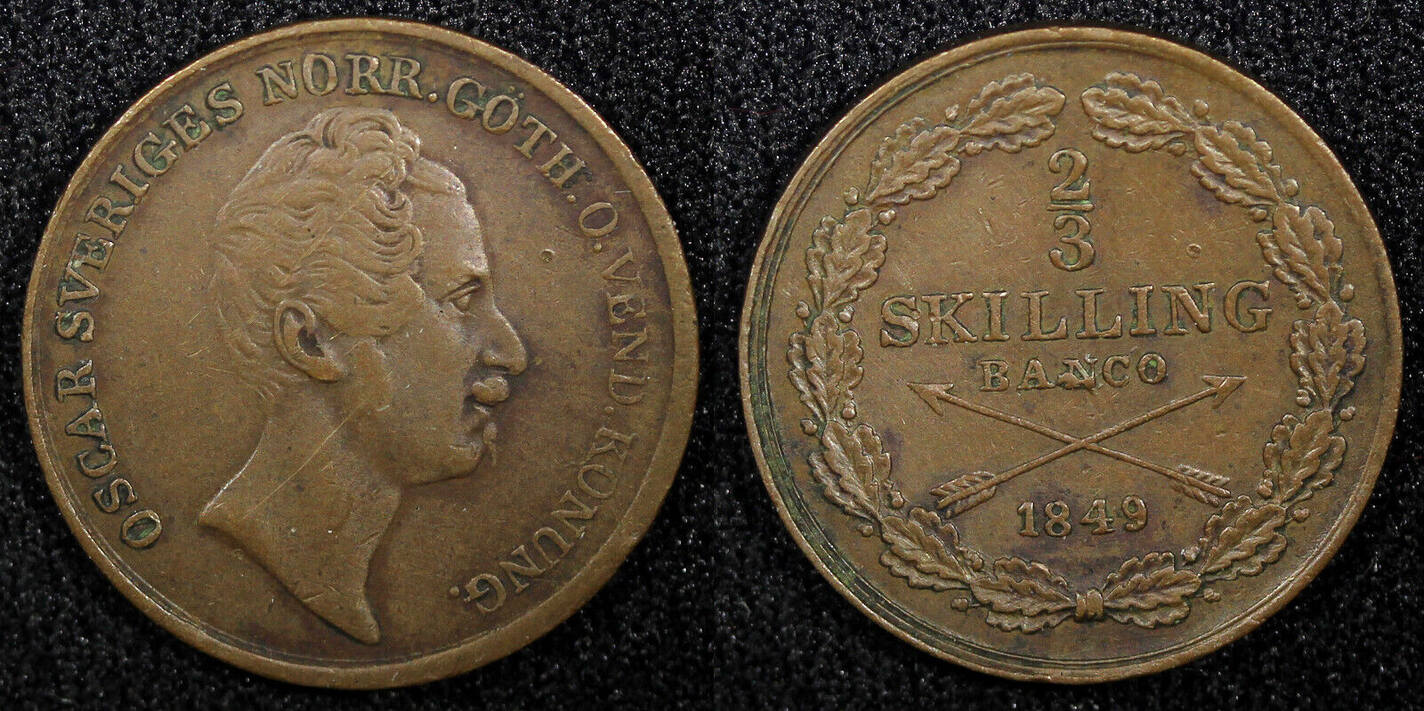 OSCAR SVERIGES NORR. GÖTH. O. VEND. KONUNG.
2
3
SKILLING
BANCO
1849